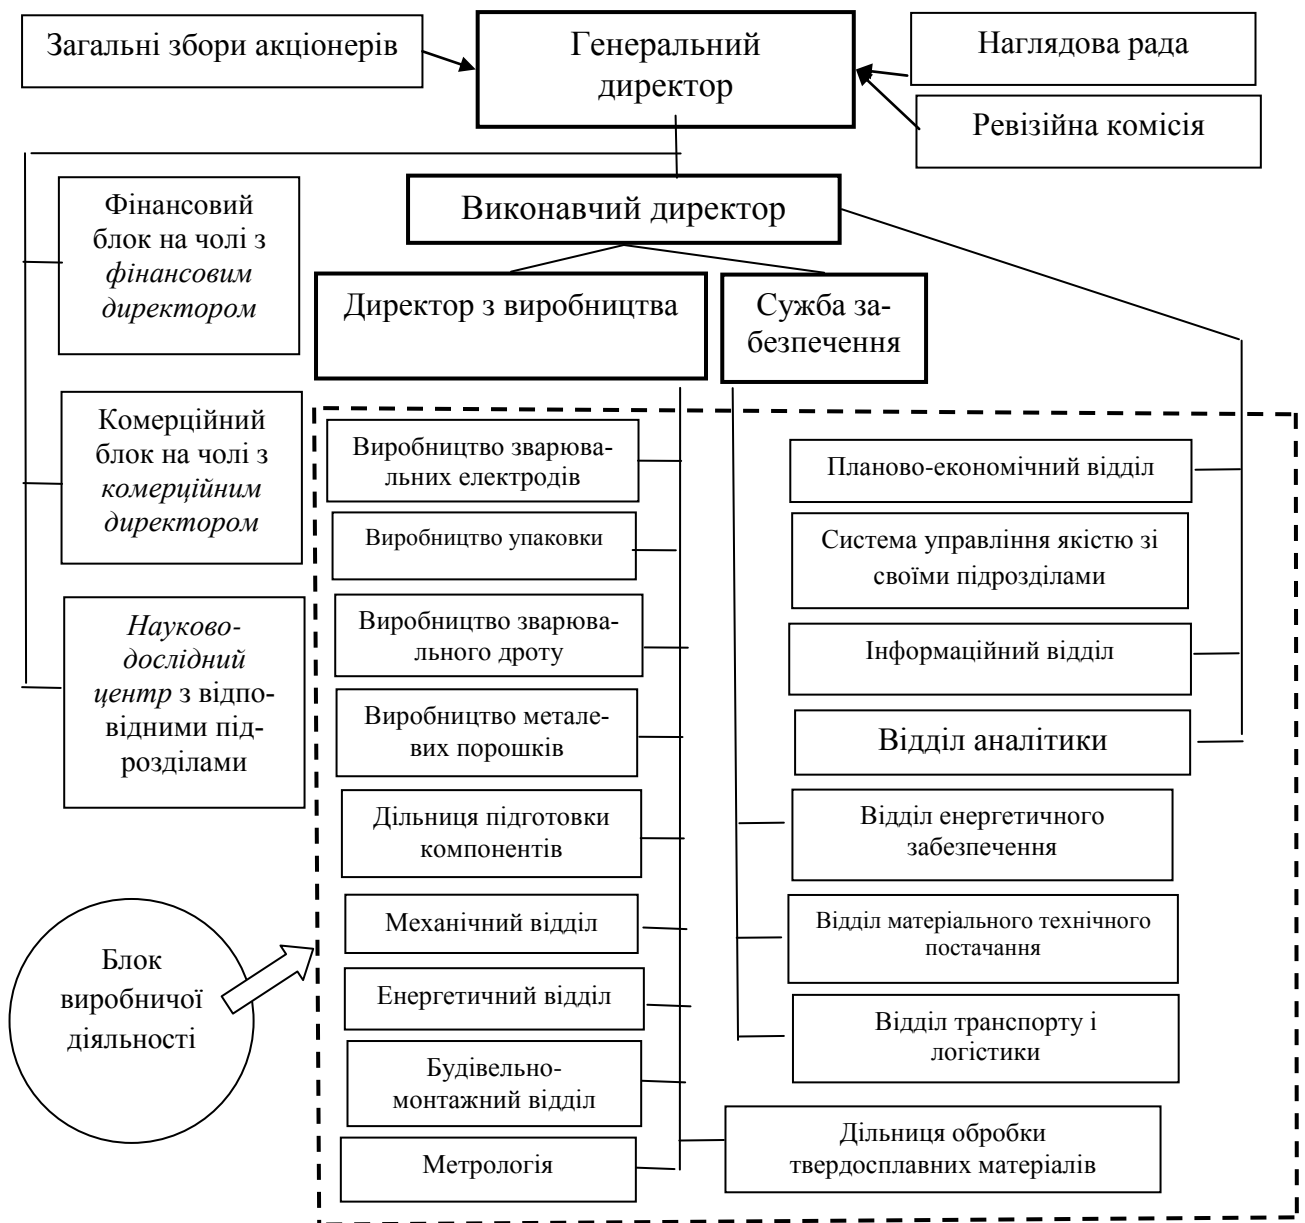 Загальні збори акціонерів
Генеральний
директор
Наглядова рада
Ревізійна комісія
Виконавчий директор
Фінансовий
блок на чолі з
фінансовим
директором
Директор з виробництва
Сужба за-
безпечення
Комерційний
блок на чолі з
комерційним
директором
Науково-
дослідний
центр з відпо-
відними під-
розділами
Блок
виробничої
діяльності
Виробництво зварюва-
льних електродів
Виробництво упаковки
Виробництво зварюва-
льного дроту
Виробництво метале-
вих порошків
Дільниця підготовки
компонентів
Механічний відділ
Енергетичний відділ
Будівельно-
монтажний відділ
Метрологія
Планово-економічний відділ
Система управління якістю зі
своїми підрозділами
Інформаційний відділ
Відділ аналітики
Відділ енергетичного
забезпечення
Відділ матеріального технічного
постачання
Відділ транспорту і
логістики
Дільниця обробки
твердосплавних матеріалів